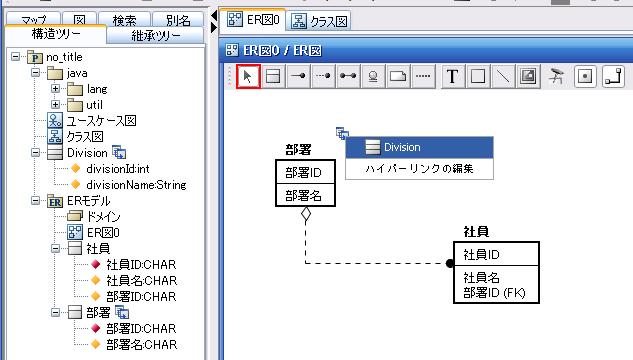 マップ 図 検索 別名
構造ツリー 継承ツリー
no_title
java
lang
util
ユースケース図
クラス図
Division
divisionId:int
divisionName:String
ERモデル
ドメイン
ER図0
社員
社員ID:CHAR
社員名:CHAR
部署ID:CHAR
部署
部署ID:CHAR
部署名:CHAR
ER図0 クラス図
ER図0 / ER図
T
部署
部署ID
部署名
Division
ハイパーリンクの編集
社員
社員ID
社員名
部署ID (FK)